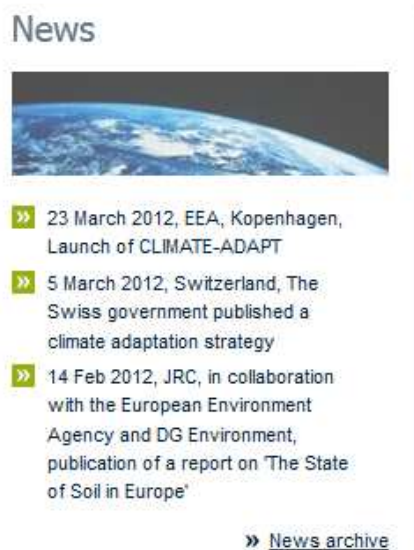 News
23 March 2012, EEA, Kopenhagen,
Launch of CLIMATE-ADAPT
5 March 2012, Switzerland, The
Swiss government published a
climate adaptation strategy
14 Feb 2012, JRC, in collaboration
with the European Environment
Agency and DG Environment,
publication of a report on 'The State
of Soil in Europe'
» News archive